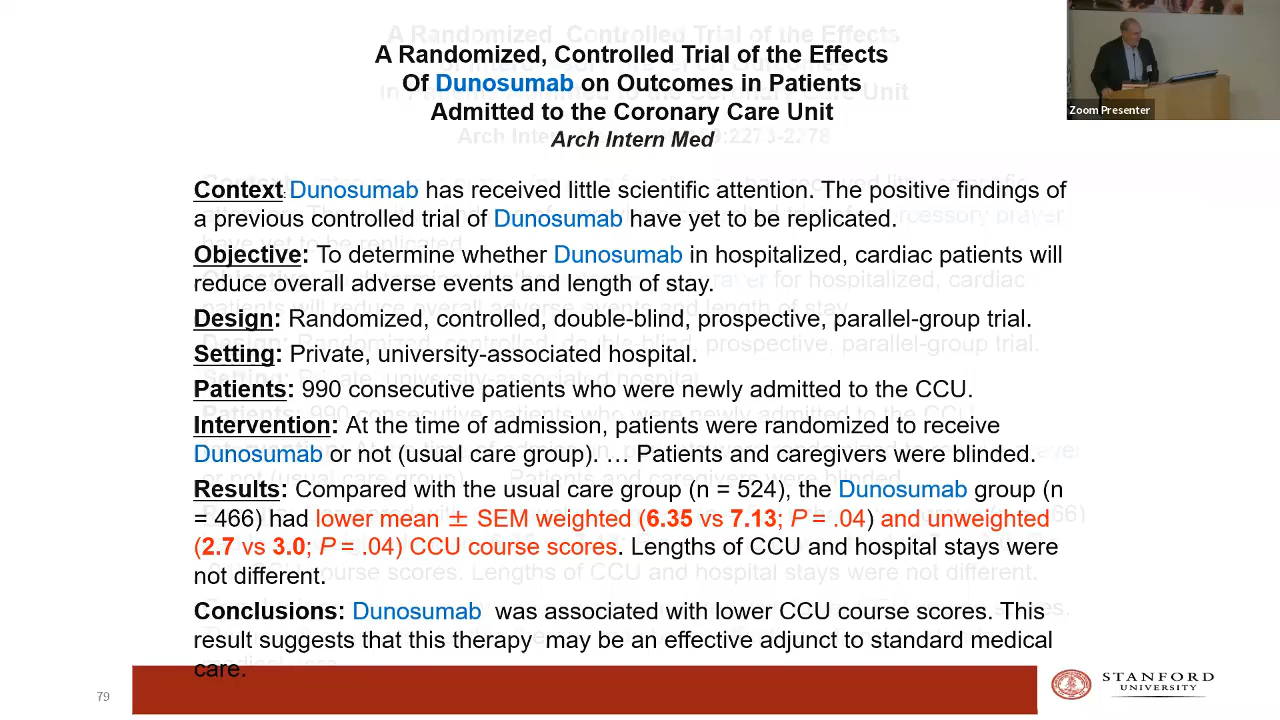 A Randomized, Controlled Trial of the Effects
Of Dunosumab on Outcomes in Patients
Admitted to the Coronary Care Unit
Arch Intern Med
Zoom Presenter
Context: Dunosumab has received little scientific attention. The positive findings of
a previous controlled trial of Dunosumab have yet to be replicated.
Objective: To determine whether Dunosumab in hospitalized, cardiac patients will
reduce overall adverse events and length of stay.
Design: Randomized, controlled, double-blind, prospective, parallel-group trial.
Setting: Private, university-associated hospital.
Patients: 990 consecutive patients who were newly admitted to the CCU.
Intervention: At the time of admission, patients were randomized to receive
Dunosumab or not (usual care group). … Patients and caregivers were blinded.
Results: Compared with the usual care group (n = 524), the Dunosumab group (n
= 466) had lower mean ± SEM weighted (6.35 vs 7.13; P = .04) and unweighted
(2.7 vs 3.0; P = .04) CCU course scores. Lengths of CCU and hospital stays were
not different.
Conclusions: Dunosumab was associated with lower CCU course scores. This
result suggests that this therapy may be an effective adjunct to standard medical
care.
79
STANFORD
UNIVERSITY